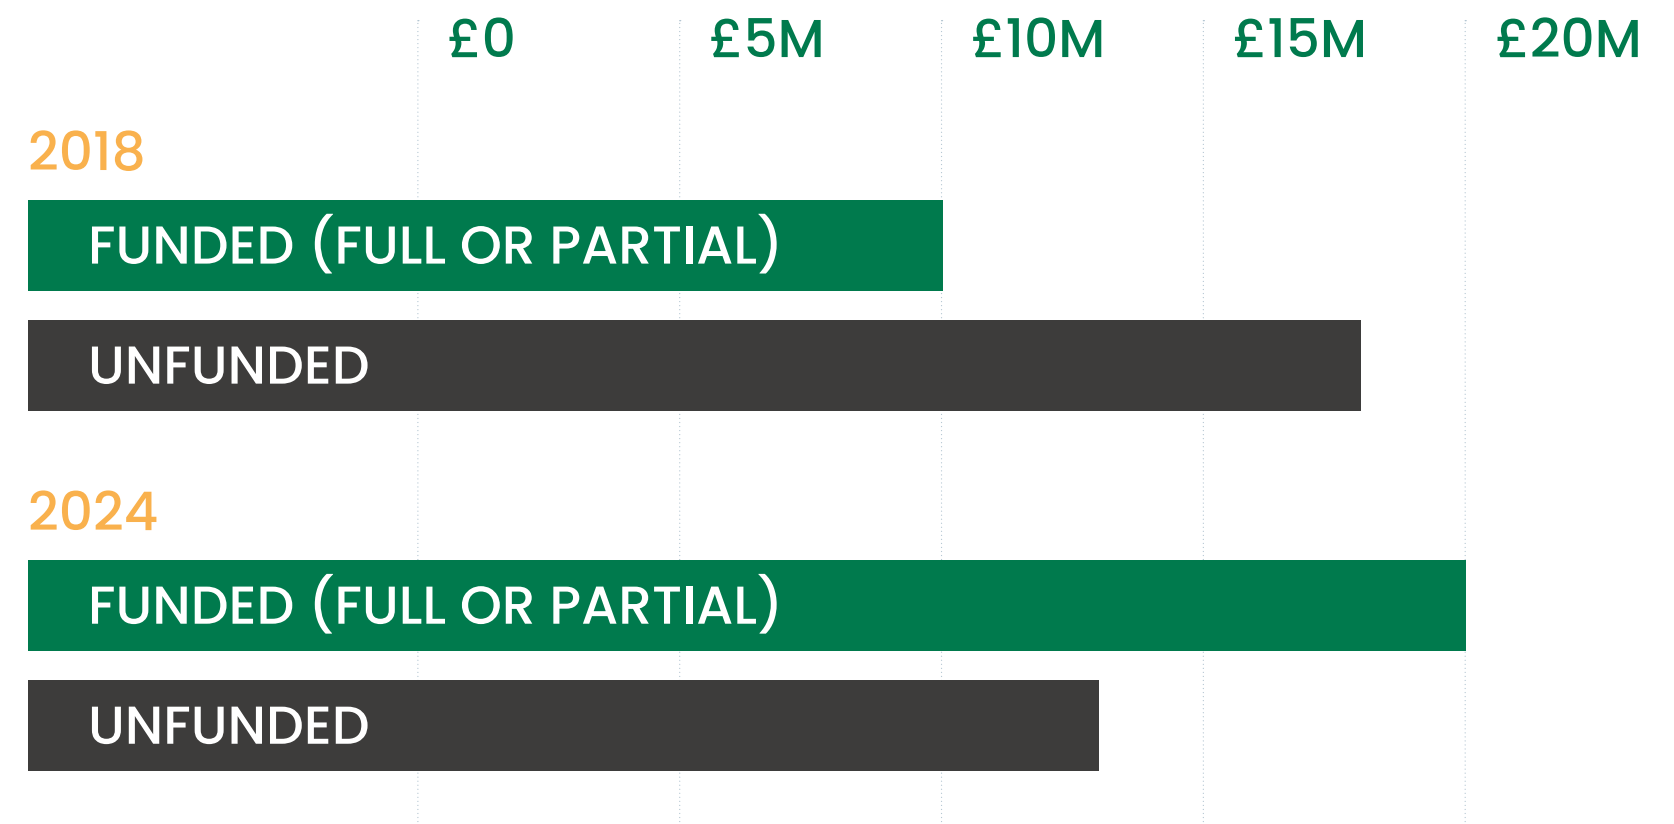 £0 £5M £10M £15M £20M
2018
FUNDED (FULL OR PARTIAL)
UNFUNDED
2024
FUNDED (FULL OR PARTIAL)
UNFUNDED